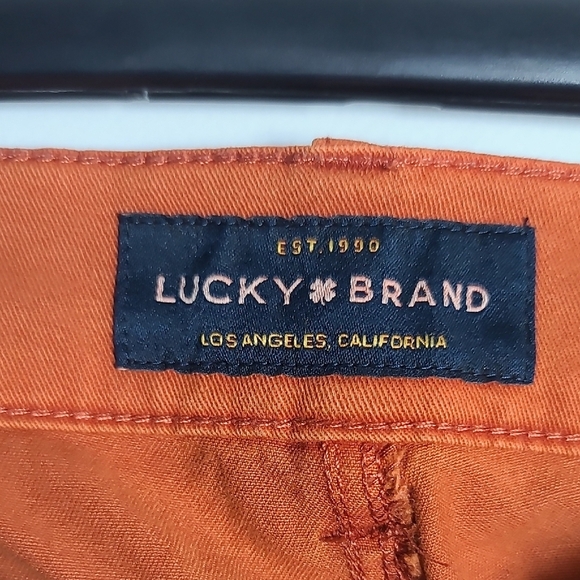 EST. 1990
LUCKY BRAND
LOS ANGELES, CALIFORNIA